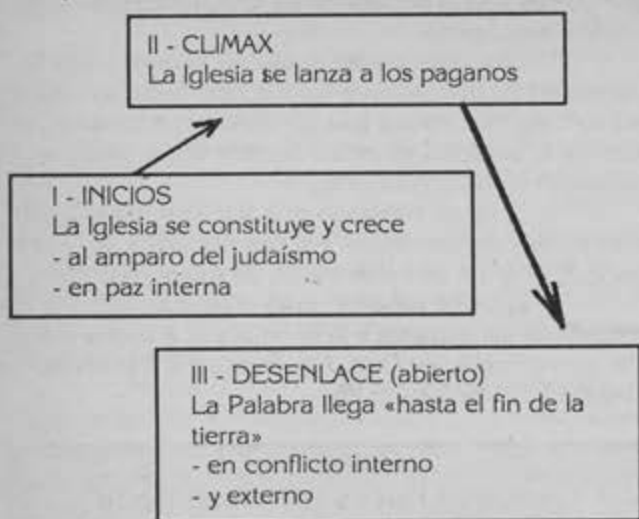 II - CLIMAX
La Iglesia se lanza a los paganos
I - INICIOS
La Iglesia se constituye y crece
- al amparo del judaísmo
- en paz interna
III - DESENLACE (abierto)
La Palabra llega «hasta el fin de la
tierra»
- en conflicto interno
- y externo